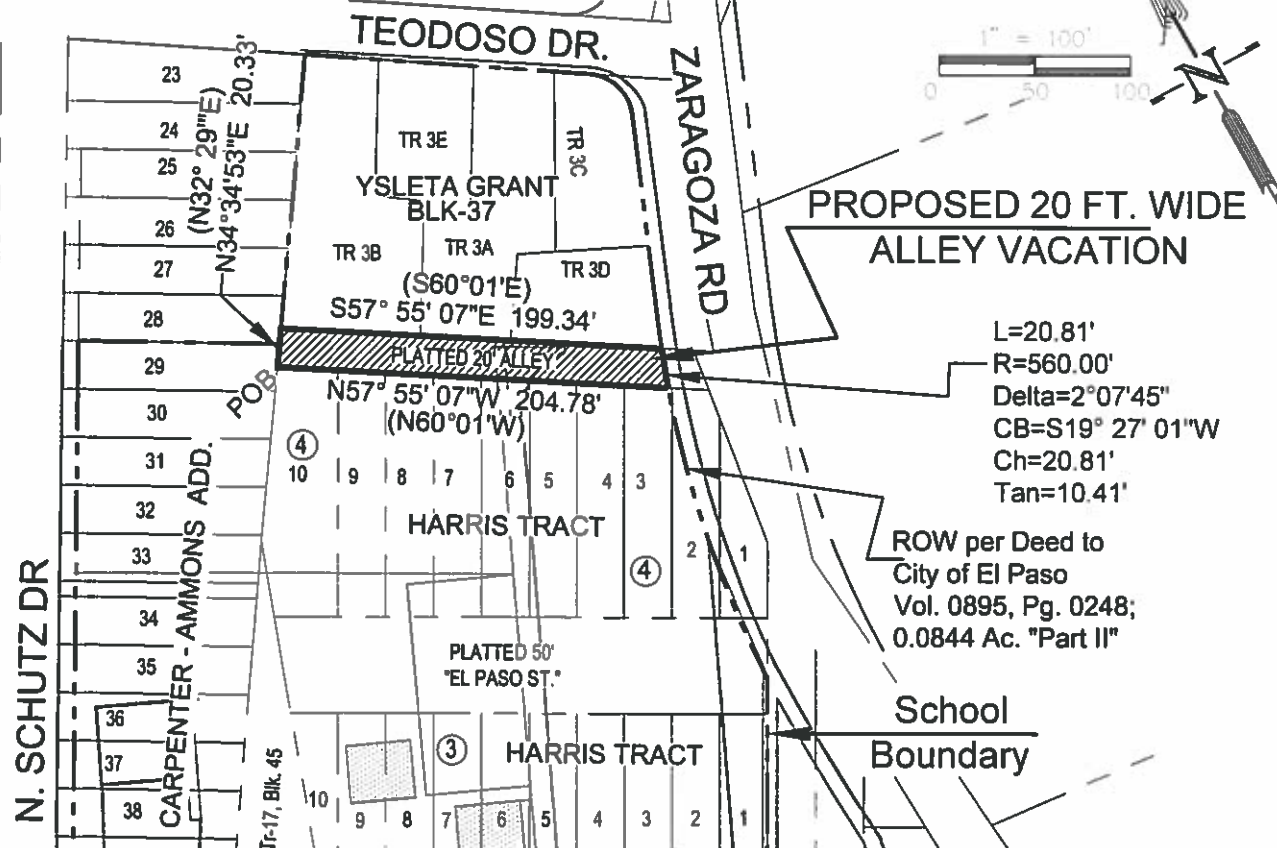 TEODOSO DR.
ZARAGOZA RD
1" = 100'
0 50 100
N
23
24
25
26
27
28
29
30
31
32
33
34
35
36
37
38
(N32° 29'"E)
N34°34'53"E 20.33'
TR 3E
TR 3C
YSLETA GRANT
BLK-37
TR 3B
TR 3A
TR 3D
(S60°01'E)
S57° 55' 07"E 199.34'
PLATTED 20' ALLEY
N57° 55' 07"W 204.78'
(N60°01'W)
POB
PROPOSED 20 FT. WIDE
ALLEY VACATION
L=20.81'
R=560.00'
Delta=2°07'45"
CB=S19° 27' 01"W
Ch=20.81'
Tan=10.41'
ROW per Deed to
City of El Paso
Vol. 0895, Pg. 0248;
0.0844 Ac. "Part II"
4
10 9 8 7 6 5 4 3 2 1
HARRIS TRACT
4
PLATTED 50'
"EL PASO ST."
School
Boundary
3
HARRIS TRACT
10 9 8 7 6 5 4 3 2 1
N. SCHUTZ DR
CARPENTER - AMMONS ADD.
Tr-17, Blk. 45